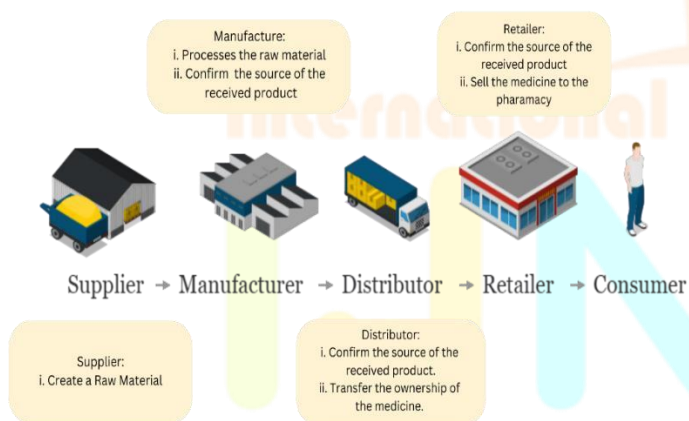 Manufacture:
i. Processes the raw material
ii. Confirm the source of the
received product
Retailer:
i. Confirm the source of the
received product
ii. Sell the medicine to the
pharamacy
International
Supplier → Manufacturer → Distributor → Retailer → Consumer
Supplier:
i. Create a Raw Material
Distributor:
i. Confirm the source of the
received product.
ii. Transfer the ownership of
the medicine.